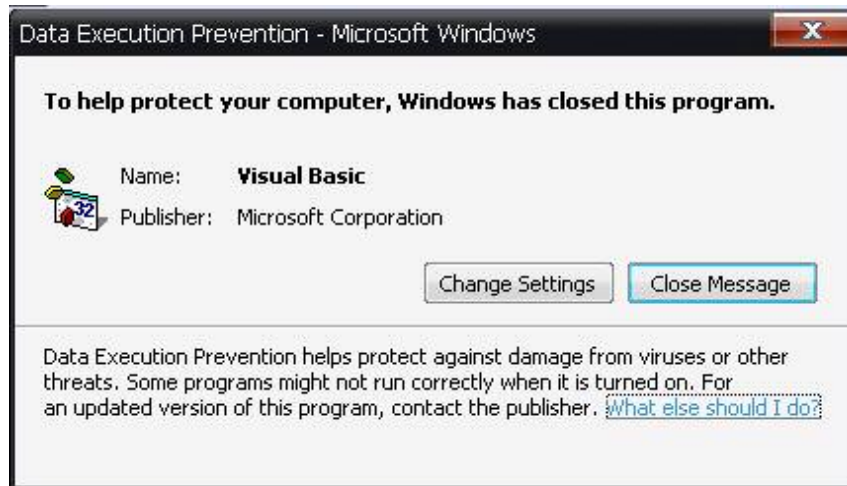 Data Execution Prevention - Microsoft Windows
To help protect your computer, Windows has closed this program.
Name: Visual Basic
32
Publisher: Microsoft Corporation
Change Settings Close Message
Data Execution Prevention helps protect against damage from viruses or other
threats. Some programs might not run correctly when it is turned on. For
an updated version of this program, contact the publisher. What else should I do?